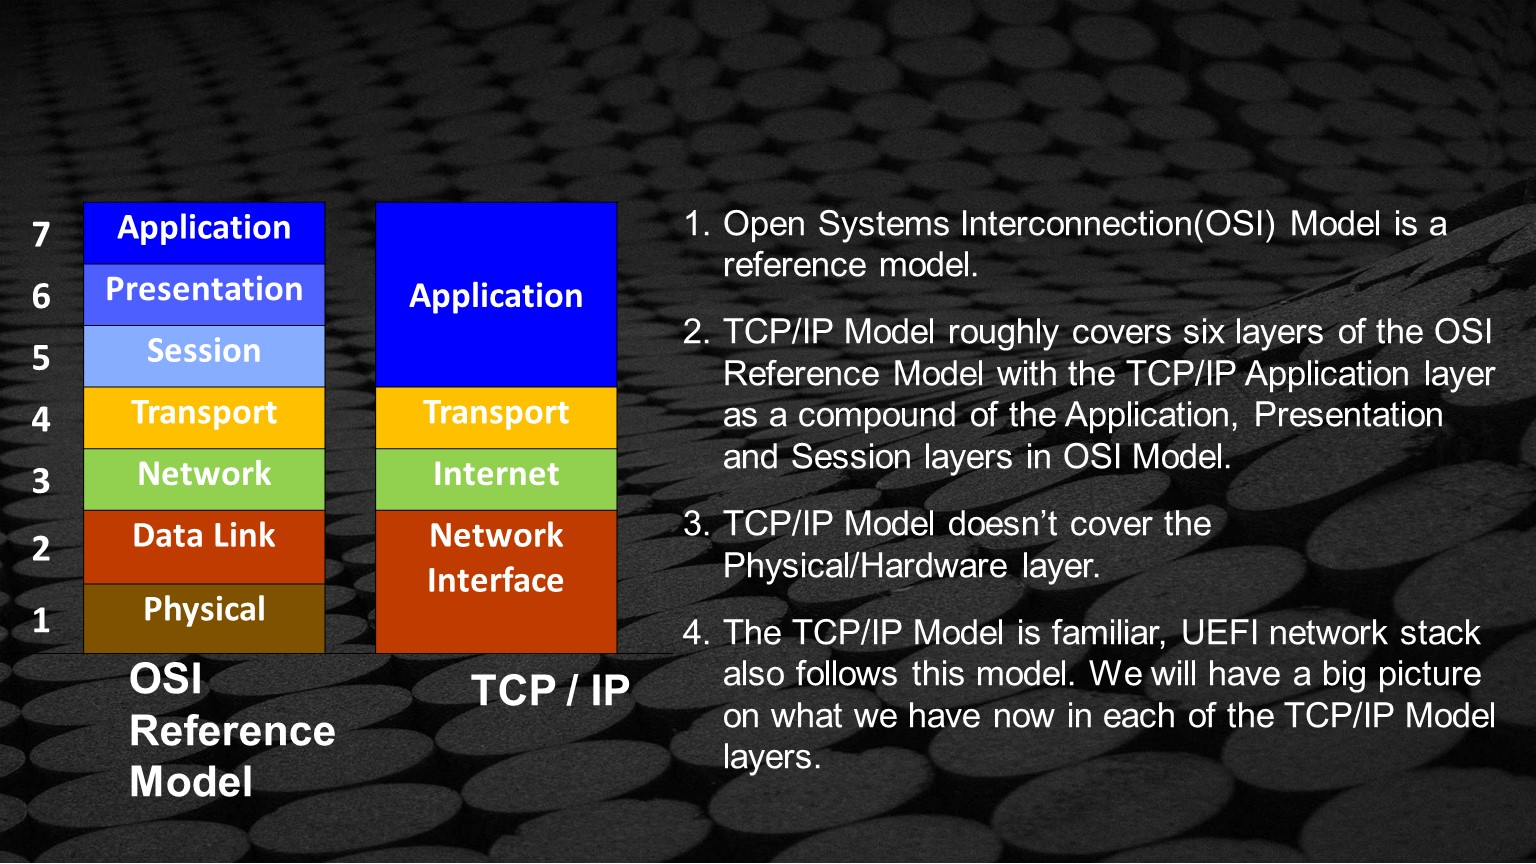 7
Application
6
Presentation
5
Session
4
Transport
3
Network
2
Data Link
1
Physical
OSI
Reference
Model
Application
Transport
Internet
Network
Interface
TCP / IP
1. Open Systems Interconnection(OSI) Model is a
reference model.
2. TCP/IP Model roughly covers six layers of the OSI
Reference Model with the TCP/IP Application layer
as a compound of the Application, Presentation
and Session layers in OSI Model.
3. TCP/IP Model doesn’t cover the
Physical/Hardware layer.
4. The TCP/IP Model is familiar, UEFI network stack
also follows this model. We will have a big picture
on what we have now in each of the TCP/IP Model
layers.